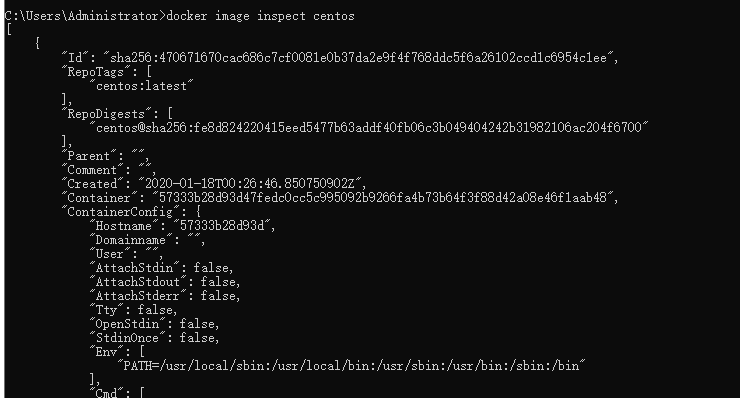 C:\Users\Administrator>docker image inspect centos
[
    {
        "Id": "sha256:470671670cac686c7cf0081e0b37da2e9f4f768ddc5f6a26102ccd1c6954c1ee",
        "RepoTags": [
            "centos:latest"
        ],
        "RepoDigests": [
            "centos@sha256:fe8d824220415eed5477b63addf40fb06c3b049404242b31982106ac204f6700"
        ],
        "Parent": "",
        "Comment": "",
        "Created": "2020-01-18T00:26:46.850750902Z",
        "Container": "57333b28d93d47fedc0cc5c995092b9266fa4b73b64f3f88d42a08e46f1aab48",
        "ContainerConfig": {
            "Hostname": "57333b28d93d",
            "Domainname": "",
            "User": "",
            "AttachStdin": false,
            "AttachStdout": false,
            "AttachStderr": false,
            "Tty": false,
            "OpenStdin": false,
            "StdinOnce": false,
            "Env": [
                "PATH=/usr/local/sbin:/usr/local/bin:/usr/sbin:/usr/bin:/sbin:/bin"
            ],
            "Cmd": [